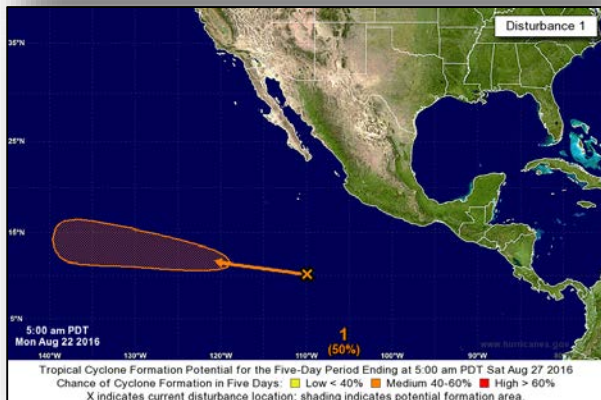 Disturbance 1
35°N
25°N
15°N
5°N
5:00 am PDT
Mon Aug 22 2016
140°W
130°W
120°W
110°W
100°W
90°W
80°W
1
(50%)
www.hurricanes.gov
Tropical Cyclone Formation Potential for the Five-Day Period Ending at 5:00 am PDT Sat Aug 27 2016
Chance of Cyclone Formation in Five Days: Low < 40% Medium 40-60% High > 60%
X indicates current disturbance location; shading indicates potential formation area.